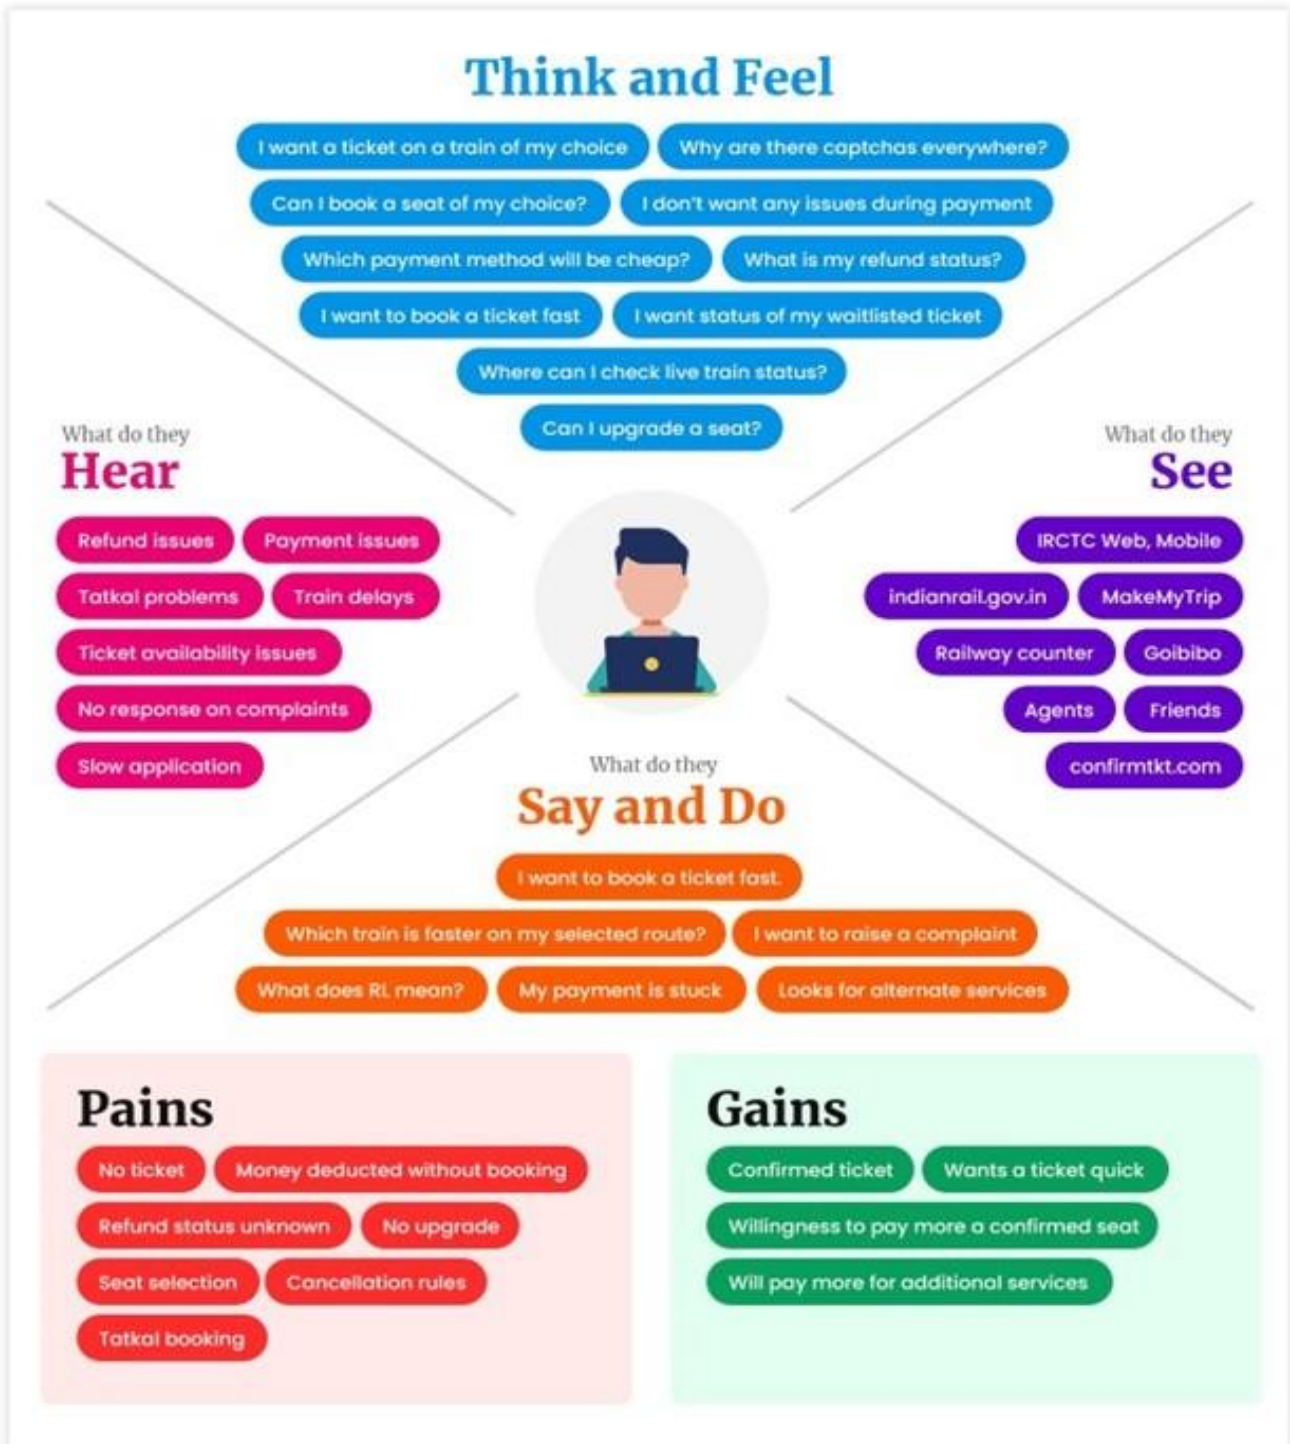 Think and Feel
I want a ticket on a train of my choice
Why are there captchas everywhere?
Can I book a seat of my choice?
I don't want any issues during payment
Which payment method will be cheap?
What is my refund status?
I want to book a ticket fast
I want status of my waitlisted ticket
Where can I check live train status?
Can I upgrade a seat?
What do they
Hear
Refund issues
Payment issues
Tatkal problems
Train delays
Ticket availability issues
No response on complaints
Slow application
What do they
See
IRCTC Web, Mobile
indianrail.gov.in
MakeMyTrip
Railway counter
Goibibo
Agents
Friends
confirmtkt.com
What do they
Say and Do
I want to book a ticket fast.
Which train is faster on my selected route?
I want to raise a complaint
What does RL mean?
My payment is stuck
Looks for alternate services
Pains
No ticket
Money deducted without booking
Refund status unknown
No upgrade
Seat selection
Cancellation rules
Tatkal booking
Gains
Confirmed ticket
Wants a ticket quick
Willingness to pay more a confirmed seat
Will pay more for additional services